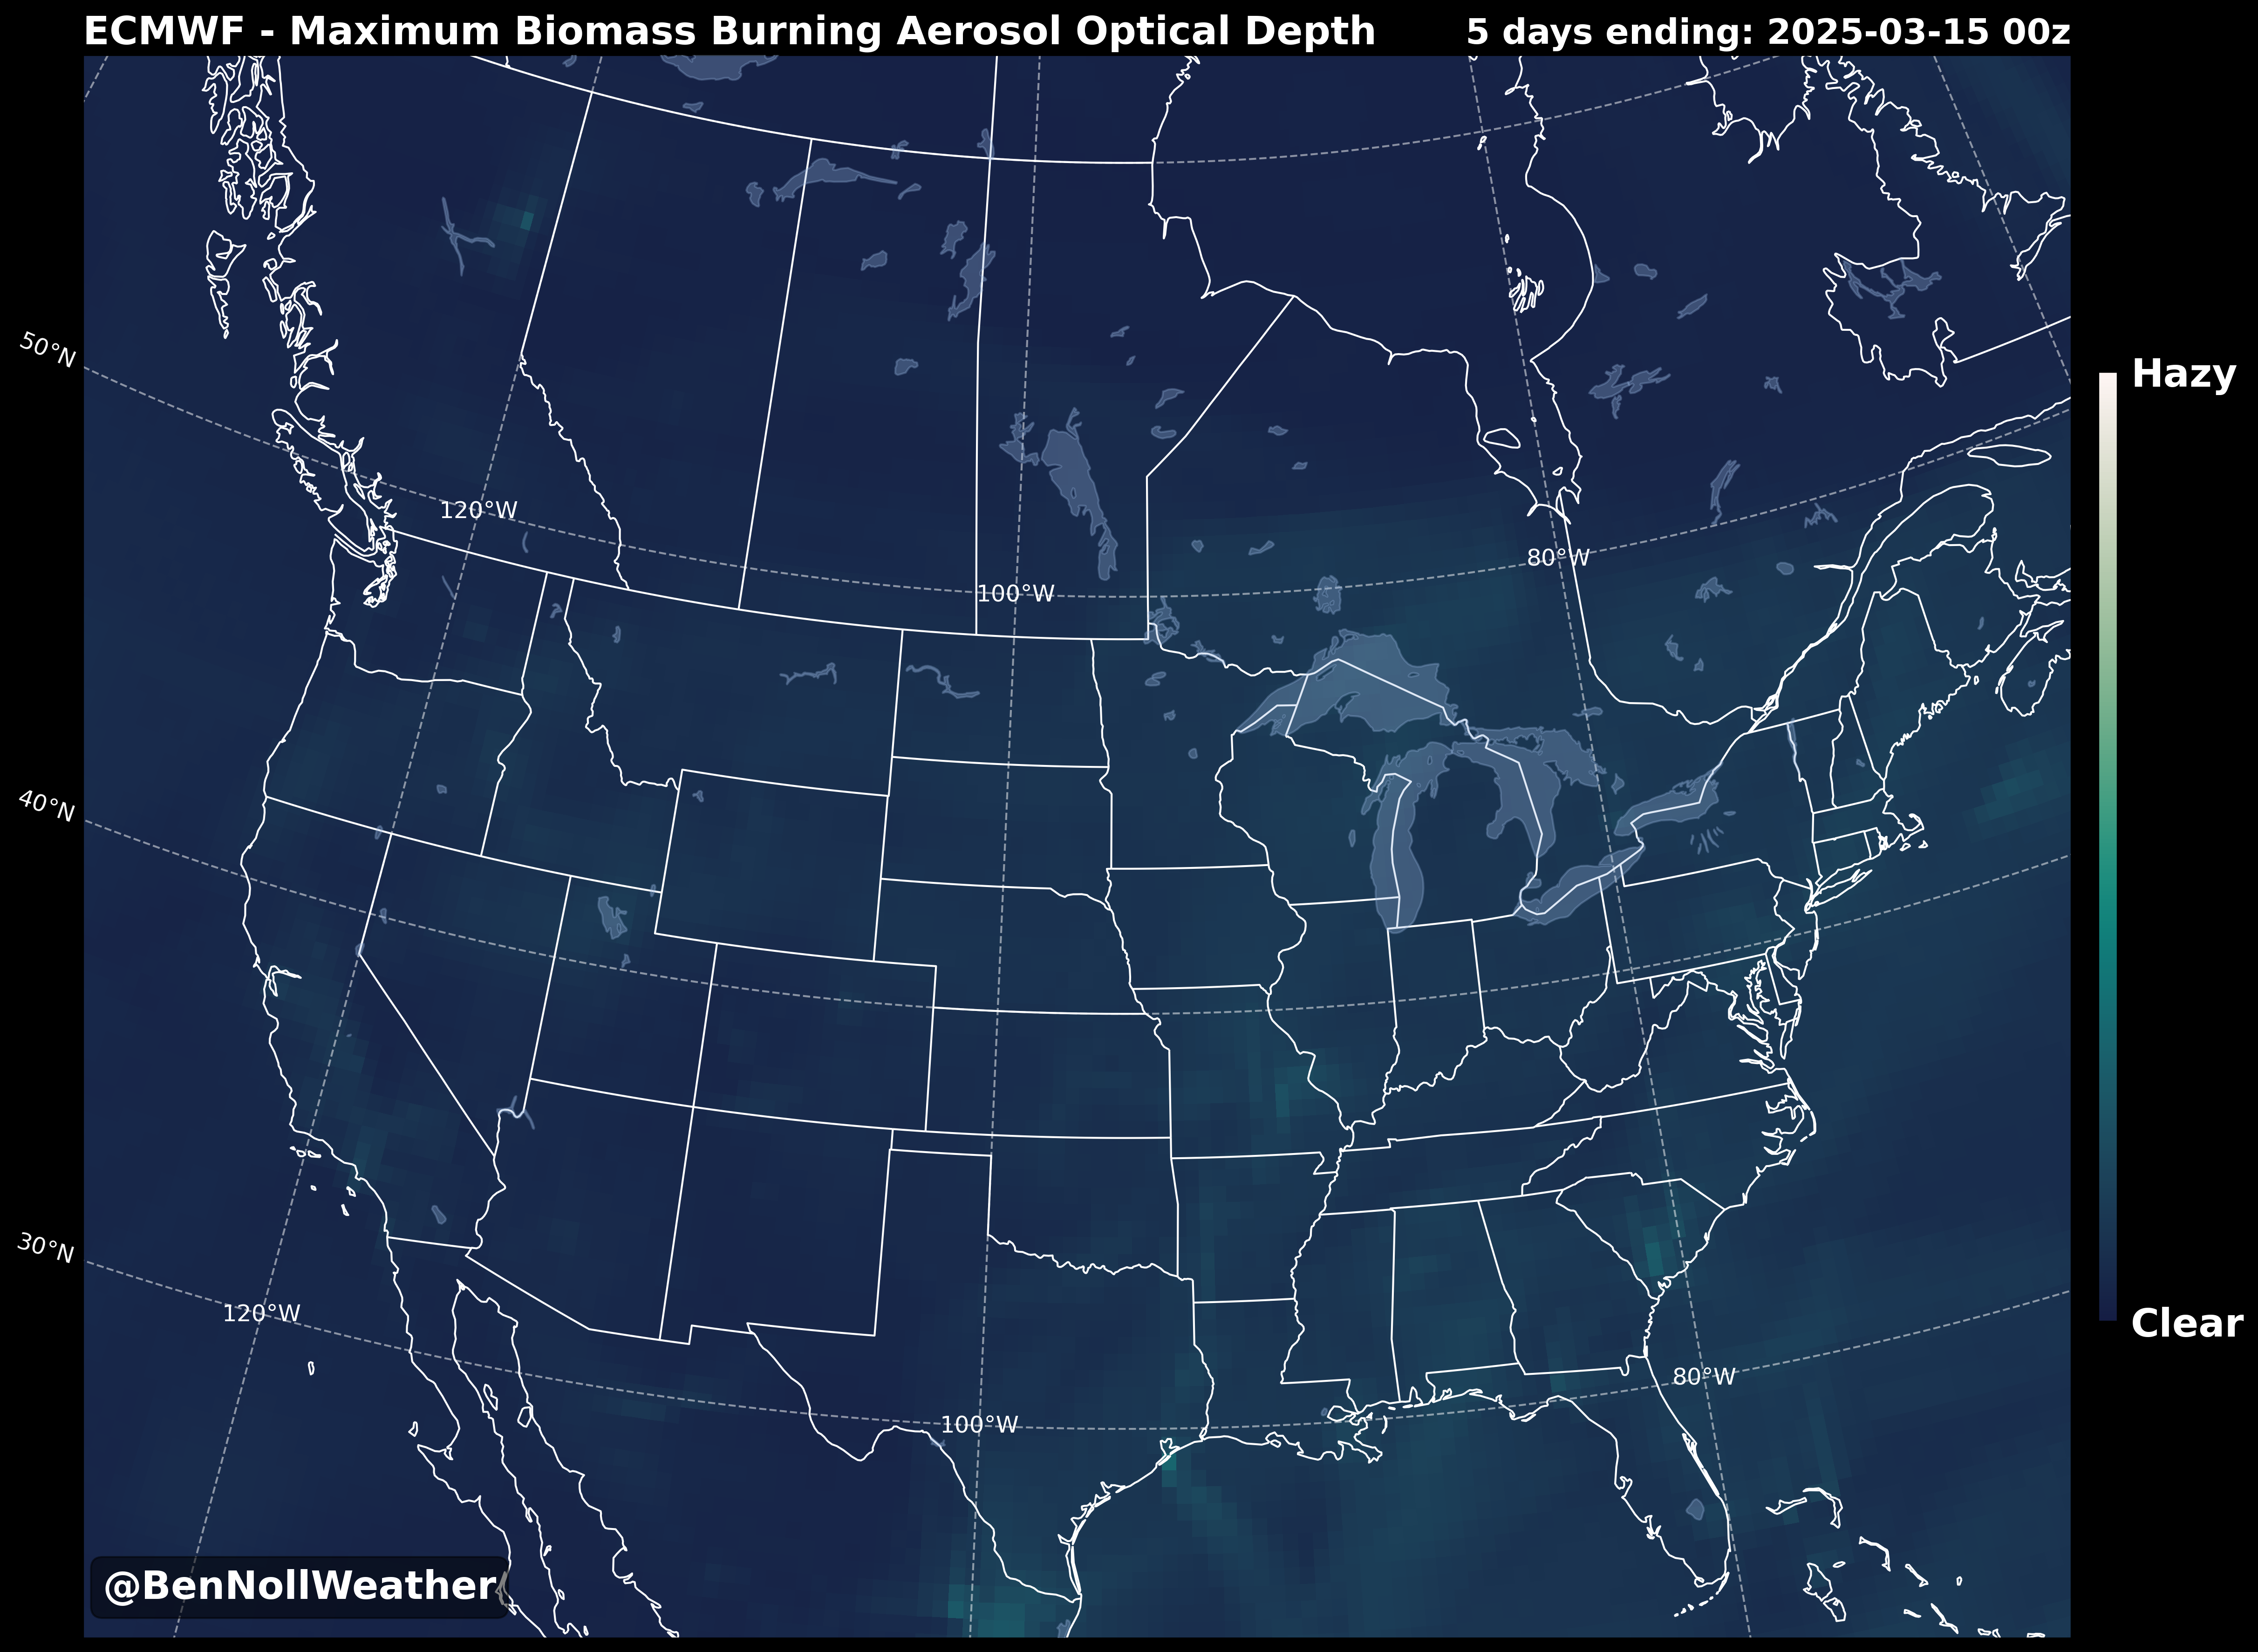 ECMWF - Maximum Biomass Burning Aerosol Optical Depth
5 days ending: 2025-03-15 00z
50°N
Hazy
120°W
80°W
100°W
40°N
30°N
120°W
Clear
80°W
100°W
@BenNollWeather